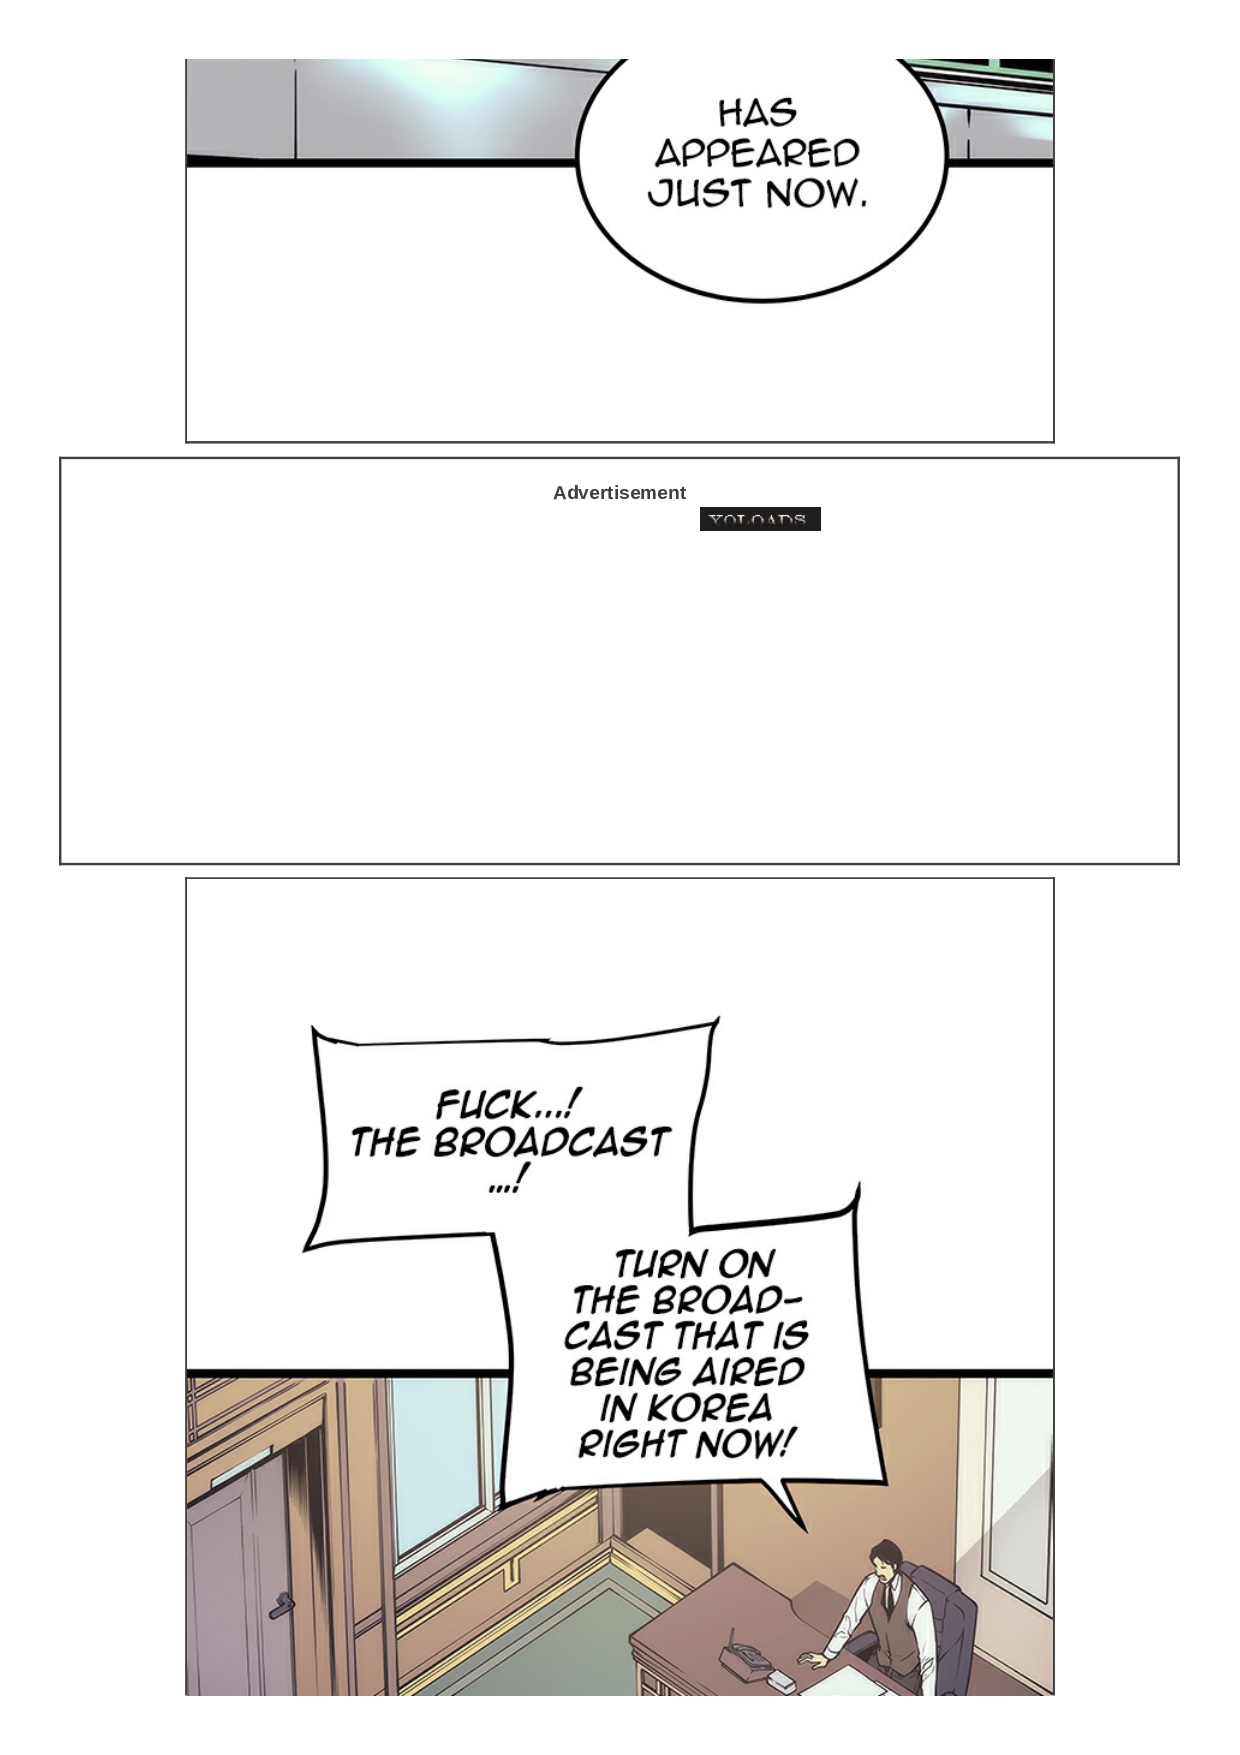 HAS
APPEARED
JUST NOW.
Advertisement
YOLOADS
FUCK...!
THE BROADCAST
...!
TURN ON
THE BROAD-
CAST THAT IS
BEING AIRED
IN KOREA
RIGHT NOW!